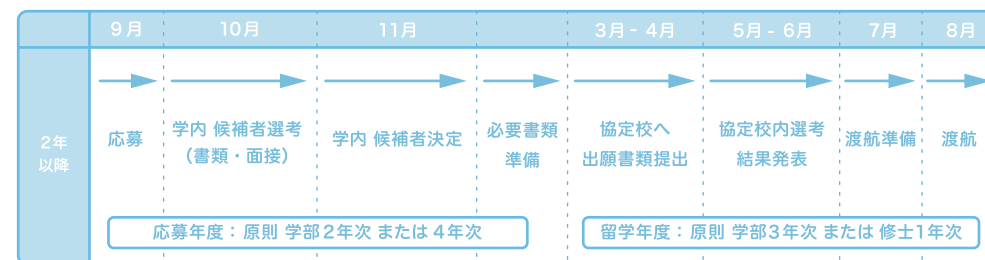 9月 10月 11月 3月 - 4月 5月 - 6月 7月 8月
2年
以降
応募
学内 候補者選考
（書類・面接）
学内 候補者決定
必要書類
準備
協定校へ
出願書類提出
協定校内選考
結果発表
渡航準備
渡航
応募年度：原則 学部2年次 または 4年次
留学年度：原則 学部3年次 または 修士1年次